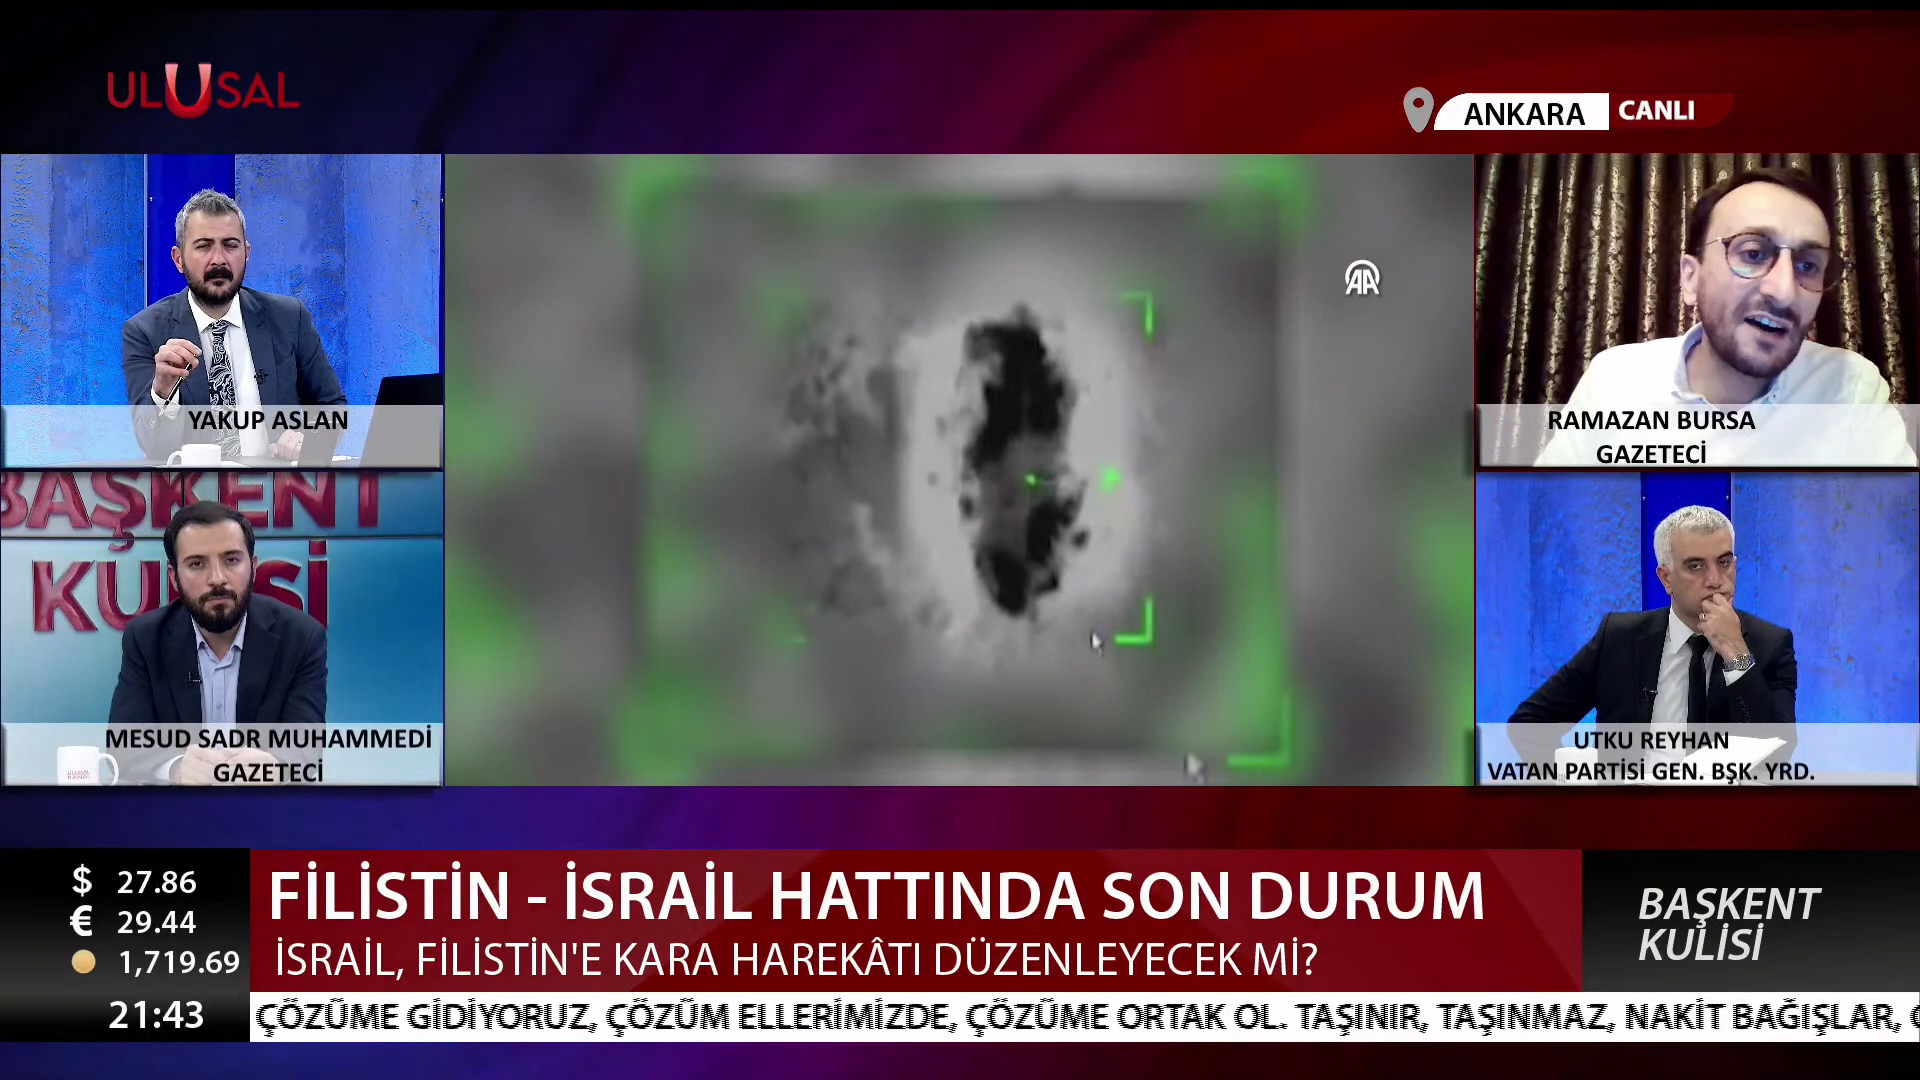 ULUSAL
ANKARA
CANLI
AA
YAKUP ASLAN
RAMAZAN BURSA
GAZETECİ
BAŞKENT
MESUD SADR MUHAMMEDİ
GAZETECİ
UTKU REYHAN
VATAN PARTİSİ GEN. BŞK. YRD.
$ 27.86
€ 29.44
1,719.69
21:43
FİLİSTİN - İSRAİL HATTINDA SON DURUM
İSRAİL, FİLİSTİN'E KARA HAREKÂTI DÜZENLEYECEK Mİ?
BAŞKENT
KULİSİ
ÇÖZÜME GİDİYORUZ, ÇÖZÜM ELLERİMİZDE, ÇÖZÜME ORTAK OL. TAŞINIR, TAŞINMAZ, NAKİT BAĞIŞLAR,